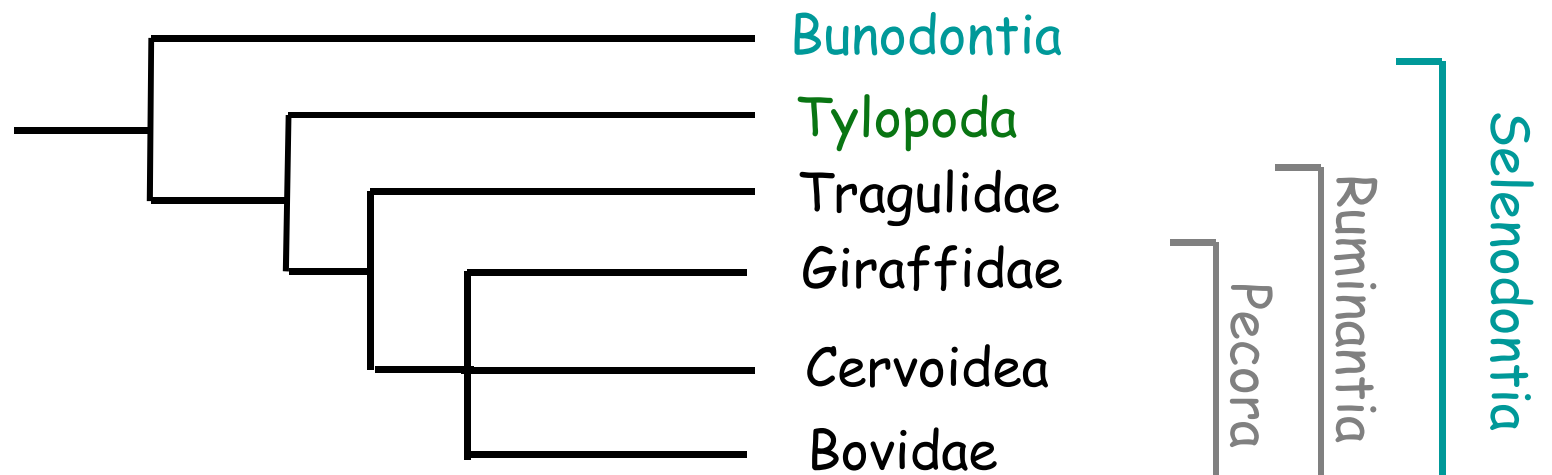 Bunodontia
Tylopoda
Tragulidae
Giraffidae
Cervoidea
Bovidae
Pecora
Ruminantia
Selenodontia